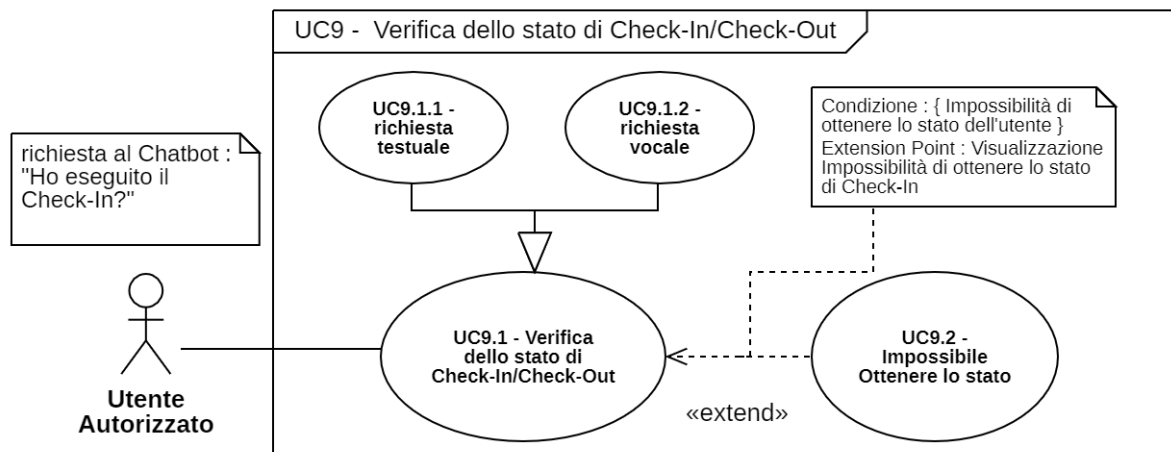 UC9 - Verifica dello stato di Check-In/Check-Out
UC9.1.1 -
richiesta
testuale
UC9.1.2 -
richiesta
vocale
Condizione : { Impossibilità di
ottenere lo stato dell'utente }
Extension Point : Visualizzazione
Impossibilità di ottenere lo stato
di Check-In
richiesta al Chatbot :
"Ho eseguito il
Check-In?"
UC9.1 - Verifica
dello stato di
Check-In/Check-Out
UC9.2 -
Impossibile
Ottenere lo stato
«extend»
Utente
Autorizzato